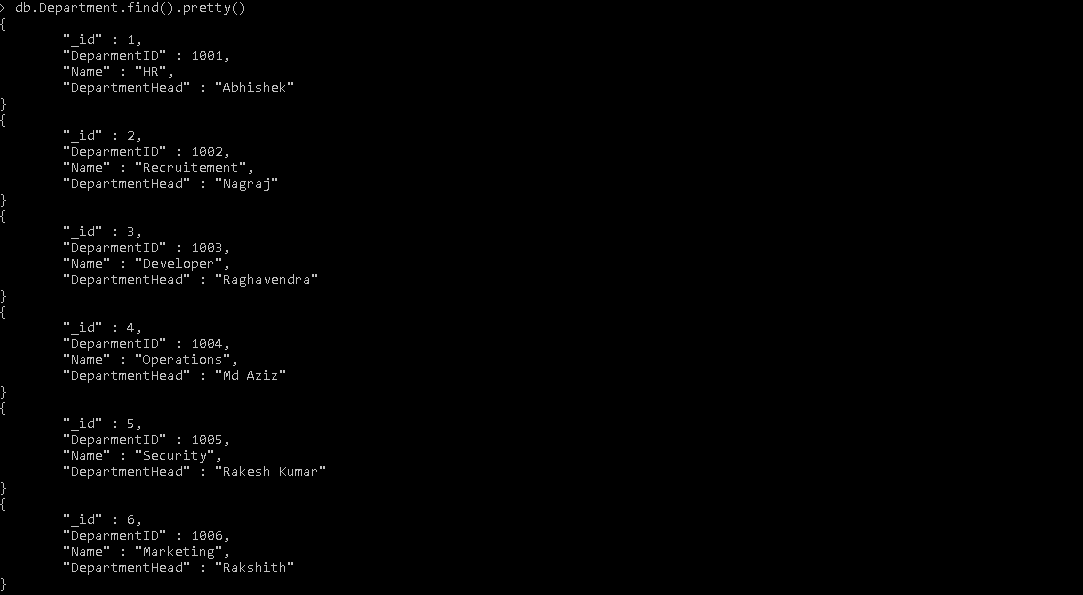 > db.Department.find().pretty()
{
"_id" : 1,
"DeparmentID" : 1001,
"Name" : "HR",
"DepartmentHead" : "Abhishek"
}
{
"_id" : 2,
"DeparmentID" : 1002,
"Name" : "Recruitement",
"DepartmentHead" : "Nagraj"
}
{
"_id" : 3,
"DeparmentID" : 1003,
"Name" : "Developer",
"DepartmentHead" : "Raghavendra"
}
{
"_id" : 4,
"DeparmentID" : 1004,
"Name" : "Operations",
"DepartmentHead" : "Md Aziz"
}
{
"_id" : 5,
"DeparmentID" : 1005,
"Name" : "Security",
"DepartmentHead" : "Rakesh Kumar"
}
{
"_id" : 6,
"DeparmentID" : 1006,
"Name" : "Marketing",
"DepartmentHead" : "Rakshith"
}